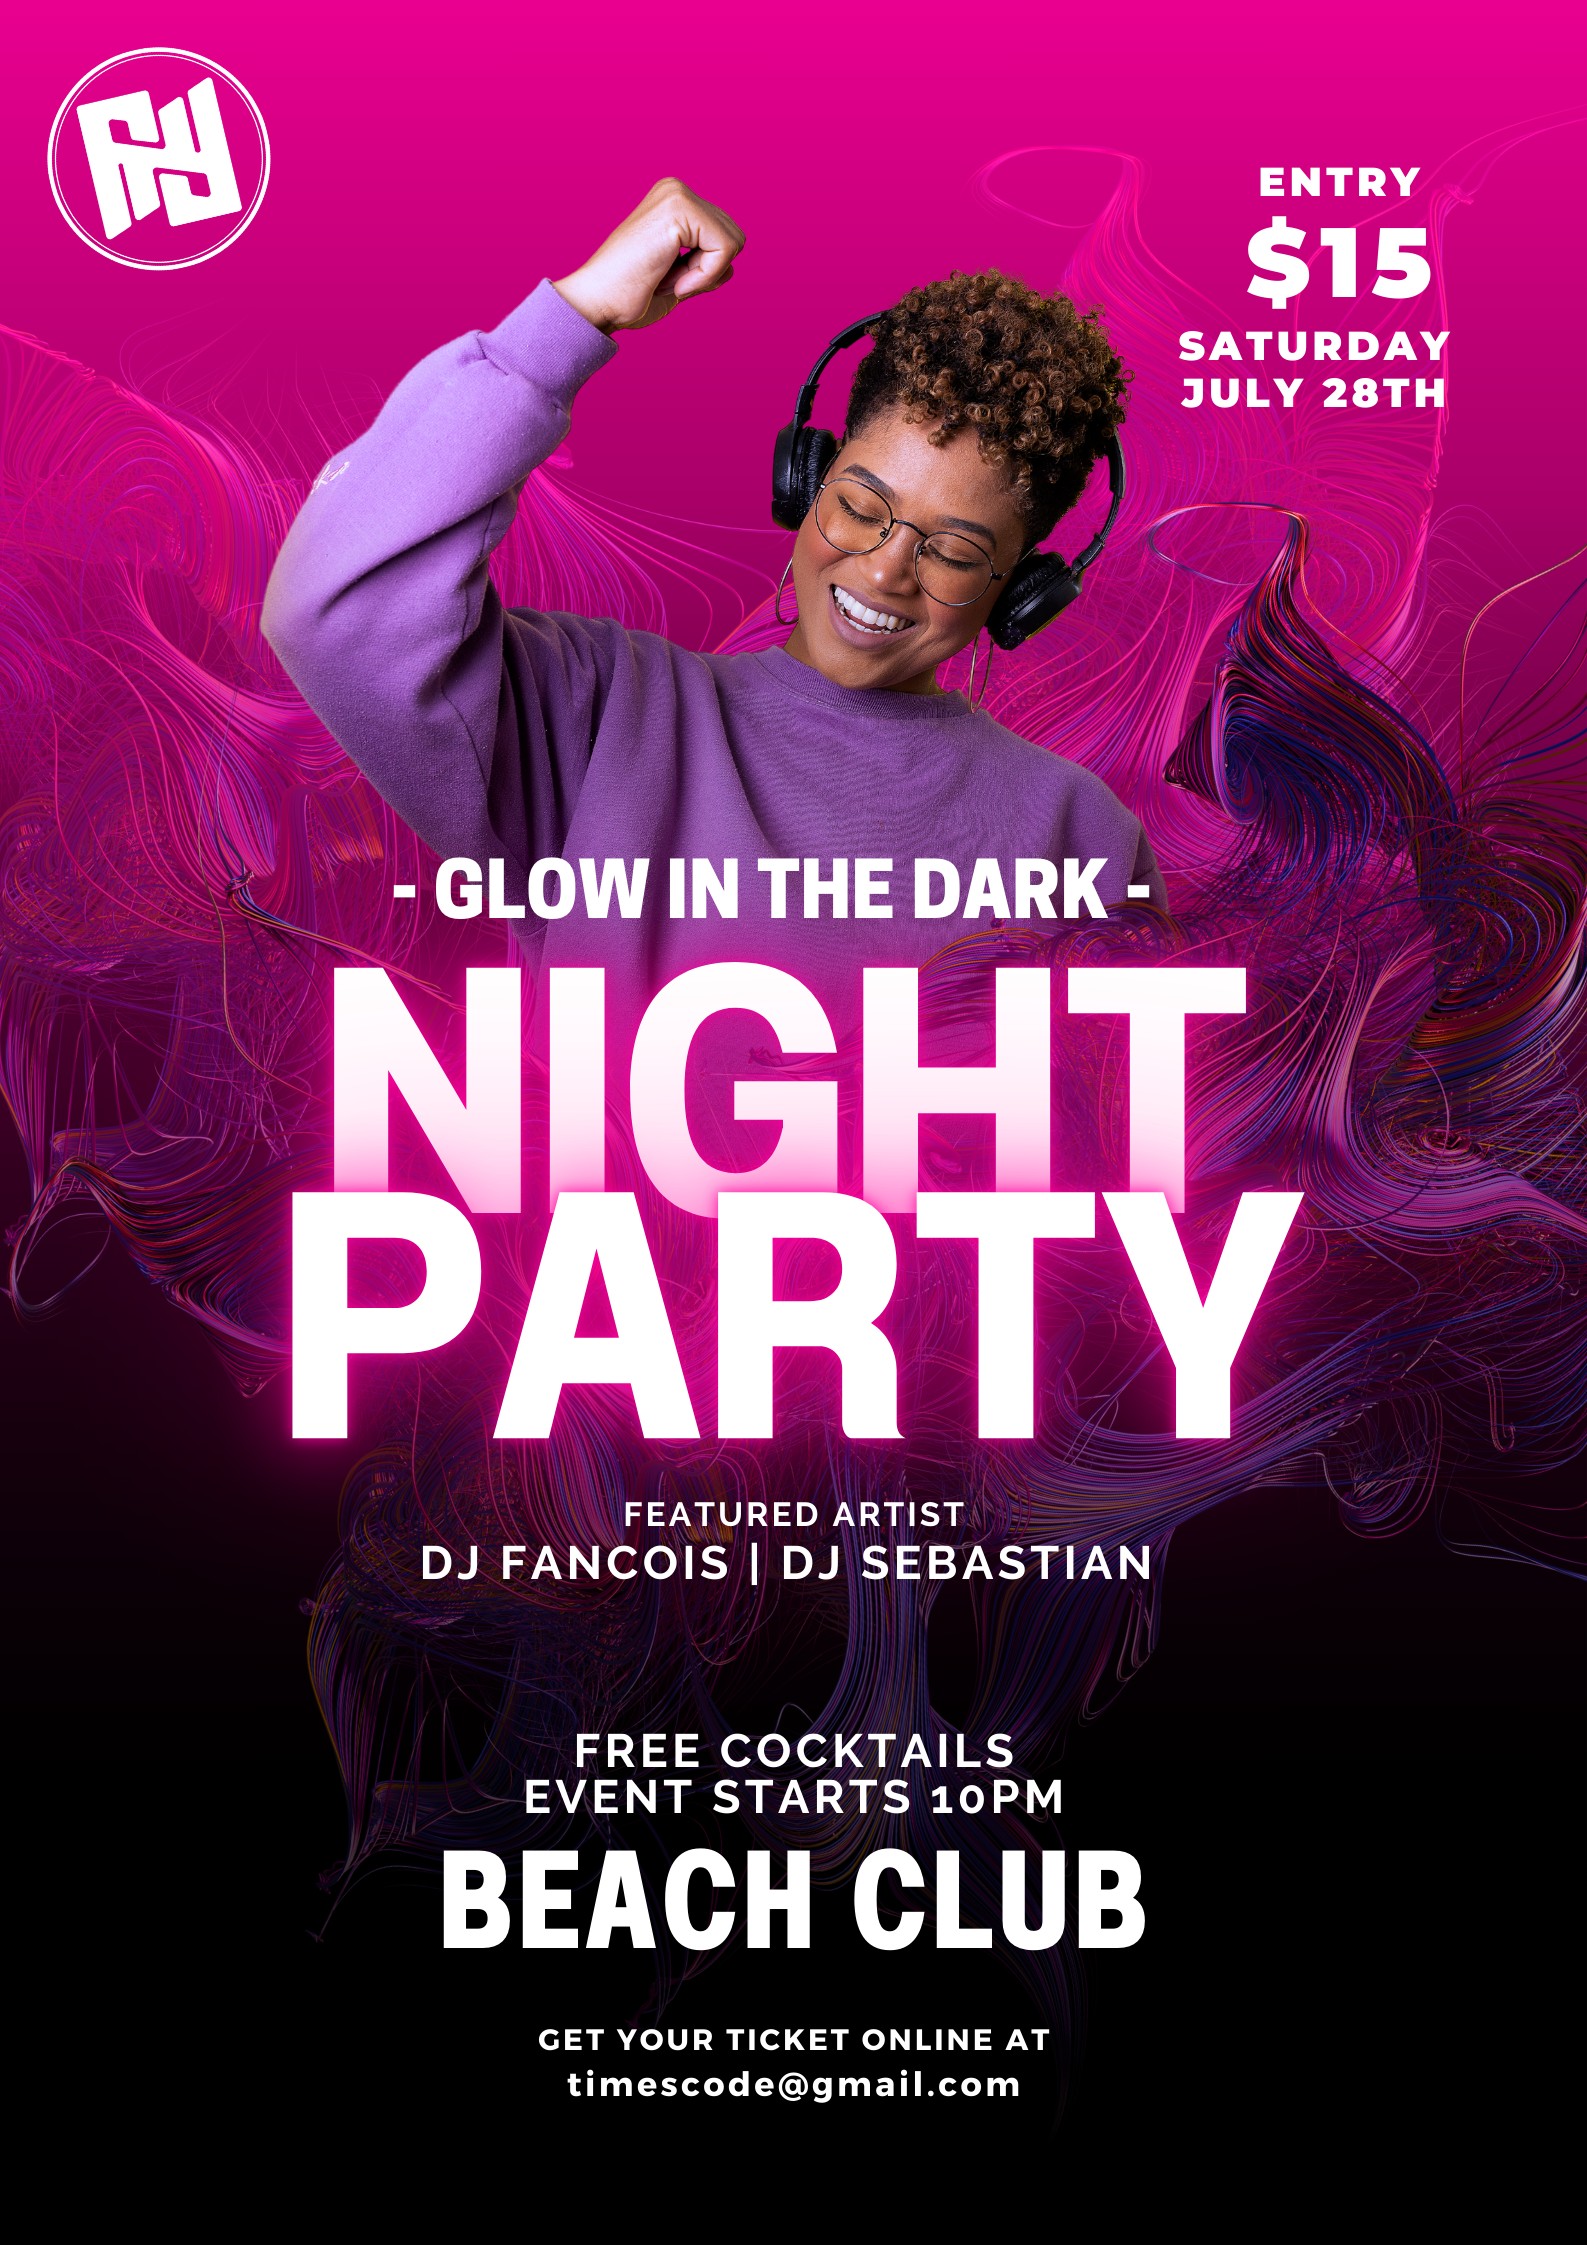 ENTRY
$15
SATURDAY
JULY 28TH
- GLOW IN THE DARK -
NIGHT
PARTY
FEATURED ARTIST
DJ FANCOIS | DJ SEBASTIAN
FREE COCKTAILS
EVENT STARTS 10PM
BEACH CLUB
GET YOUR TICKET ONLINE AT
timescode@gmail.com